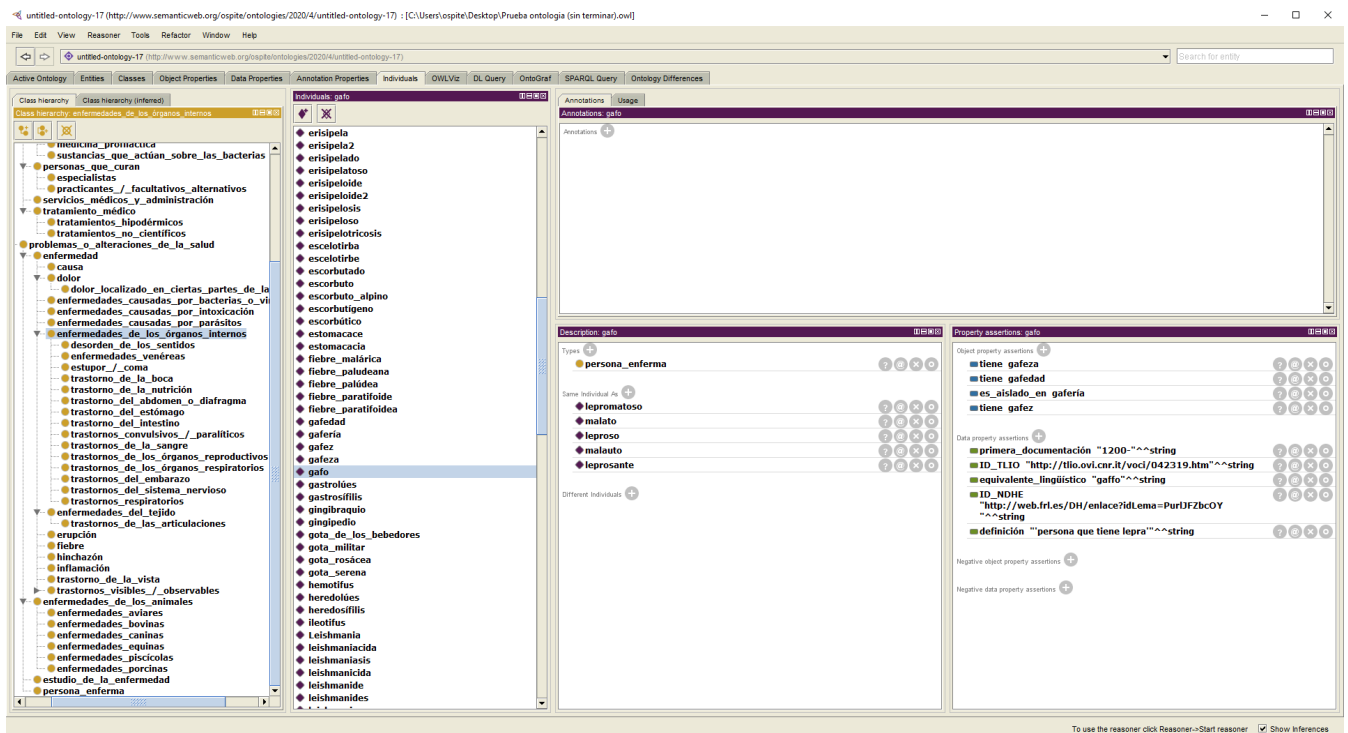 untitled-ontology-17 (http://www.semanticweb.org/ospite/ontologies/2020/4/untitled-ontology-17) : [C:\Users\ospite\Desktop\Prueba ontologia (sin terminar).owl]
File Edit View Reasoner Tools Refactor Window Help
untitled-ontology-17 (http://www.semanticweb.org/ospite/ontologies/2020/4/untitled-ontology-17)
Search for entity
Active Ontology Entities Classes Object Properties Data Properties Annotation Properties Individuals OWLViz DL Query OntoGraf SPARQL Query Ontology Differences
Class hierarchy Class hierarchy (inferred)
Class hierarchy: enfermedades_de_los_órganos_internos
medicina_profiláctica
sustancias_que_actúan_sobre_las_bacterias
personas_que_curan
especialistas
practicantes_/_facultativos_alternativos
servicios_médicos_y_administración
tratamiento_médico
tratamientos_hipodérmicos
tratamientos_no_científicos
problemas_o_alteraciones_de_la_salud
enfermedad
causa
dolor
dolor_localizado_en_ciertas_partes_de_la
enfermedades_causadas_por_bacterias_o_vi
enfermedades_causadas_por_intoxicación
enfermedades_causadas_por_parásitos
enfermedades_de_los_órganos_internos
desorden_de_los_sentidos
enfermedades_venéreas
estupor_/_coma
trastorno_de_la_boca
trastorno_de_la_nutrición
trastorno_del_abdomen_o_diafragma
trastorno_del_estómago
trastorno_del_intestino
trastornos_convulsivos_/_paralíticos
trastornos_de_la_sangre
trastornos_de_los_órganos_reproductivos
trastornos_de_los_órganos_respiratorios
trastornos_del_embarazo
trastornos_del_sistema_nervioso
trastornos_respiratorios
enfermedades_del_tejido
trastornos_de_las_articulaciones
erupción
fiebre
hinchazón
inflamación
trastorno_de_la_vista
trastornos_visibles_/_observables
enfermedades_de_los_animales
enfermedades_aviares
enfermedades_bovinas
enfermedades_caninas
enfermedades_equinas
enfermedades_piscícolas
enfermedades_porcinas
estudio_de_la_enfermedad
persona_enferma
Individuals: gafo
erisipela
erisipela2
erisipelado
erisipelatoso
erisipeloide
erisipeloide2
erisipelosis
erisipeloso
erisipelotricosis
escelotirba
escelotirbe
escorbutado
escorbuto
escorbuto_alpino
escorbutígeno
escorbútico
estomacace
estomacacia
fiebre_malárica
fiebre_paludeana
fiebre_palúdea
fiebre_paratifoide
fiebre_paratifoidea
gafedad
gafería
gafez
gafeza
gafo
gastrolúes
gastrosífilis
gingibraquio
gingipedio
gota_de_los_bebedores
gota_militar
gota_rosácea
gota_serena
hemotifus
heredolúes
heredosífilis
ileotifus
Leishmania
leishmaniacida
leishmaniasis
leishmanicida
leishmanide
leishmanides
Annotations Usage
Annotations: gafo
Annotations
Description: gafo
Types
persona_enferma
Same Individual As
lepromatoso
malato
leproso
malauto
leprosante
Different Individuals
Property assertions: gafo
Object property assertions
tiene gafeza
tiene gafedad
es_aislado_en gafería
tiene gafez
Data property assertions
primera_documentación "1200-"^^string
ID_TLIO "http://tlio.ovi.cnr.it/voci/042319.htm"^^string
equivalente_lingüístico "gaffo"^^string
ID_NDHE
"http://web.frl.es/DH/enlace?idLema=PurlJFZbcOY
"^^string
definición "'persona que tiene lepra'"^^string
Negative object property assertions
Negative data property assertions
To use the reasoner click Reasoner->Start reasoner Show Inferences